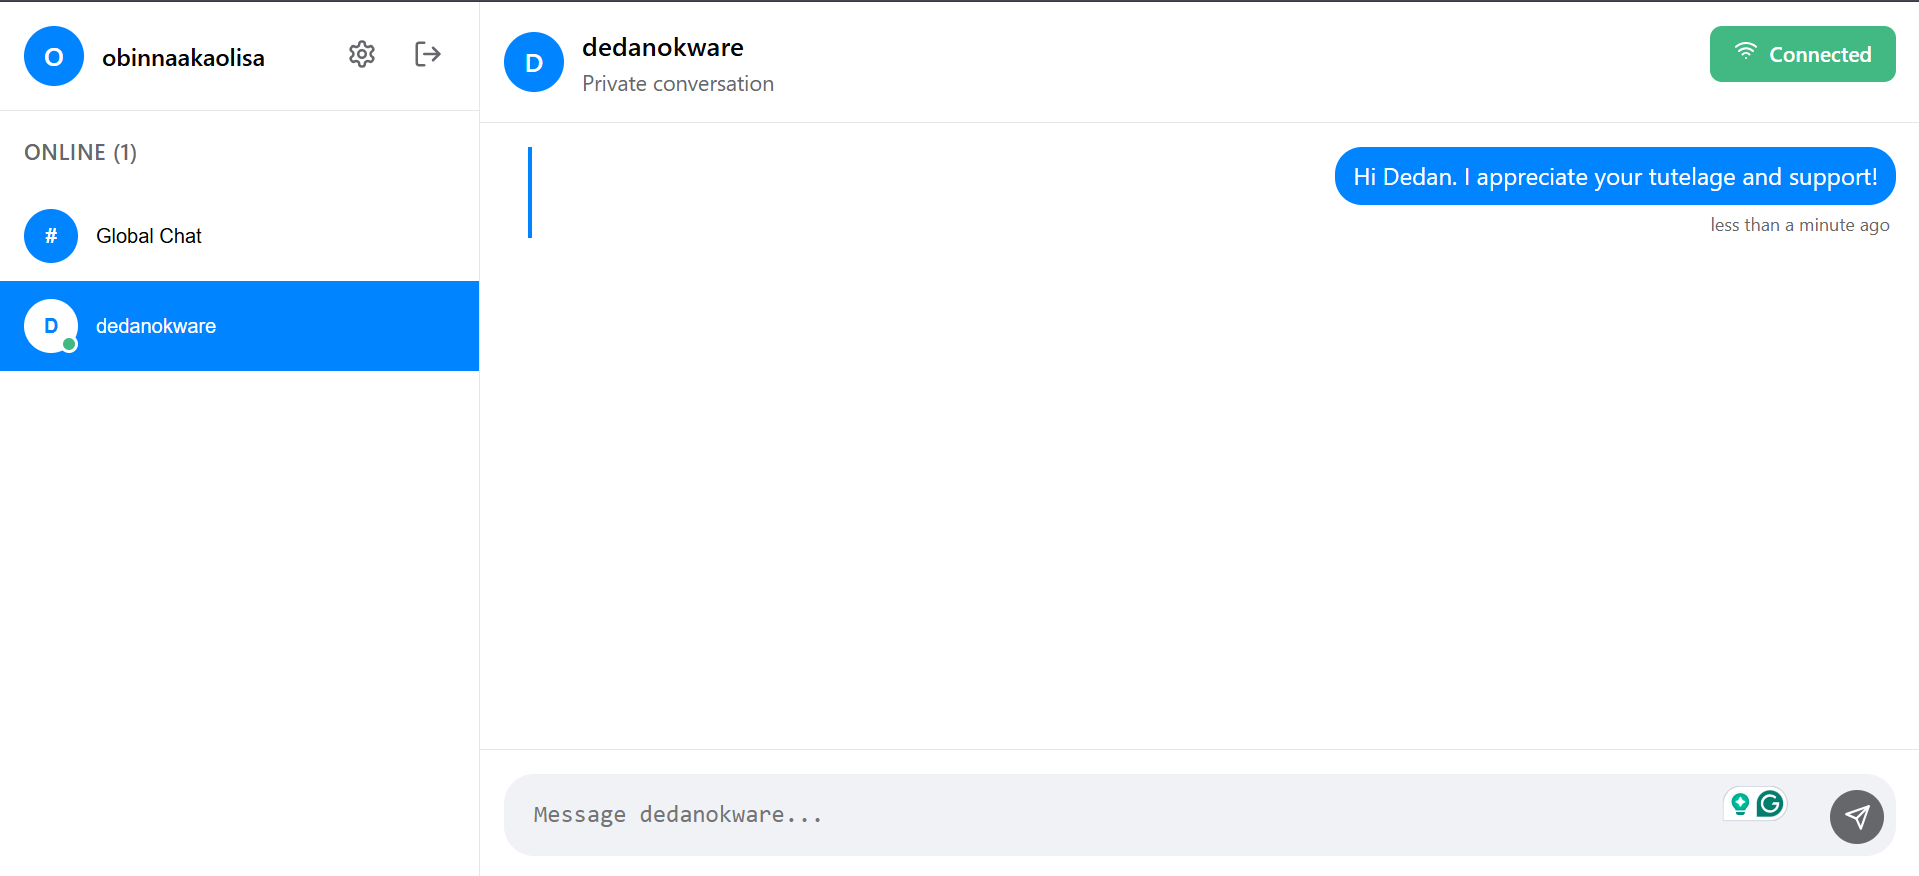 O
obinnaakaolisa
ONLINE (1)
#
Global Chat
D
dedanokware
D
dedanokware
Private conversation
Connected
Hi Dedan. I appreciate your tutelage and support!
less than a minute ago
Message dedanokware...
G